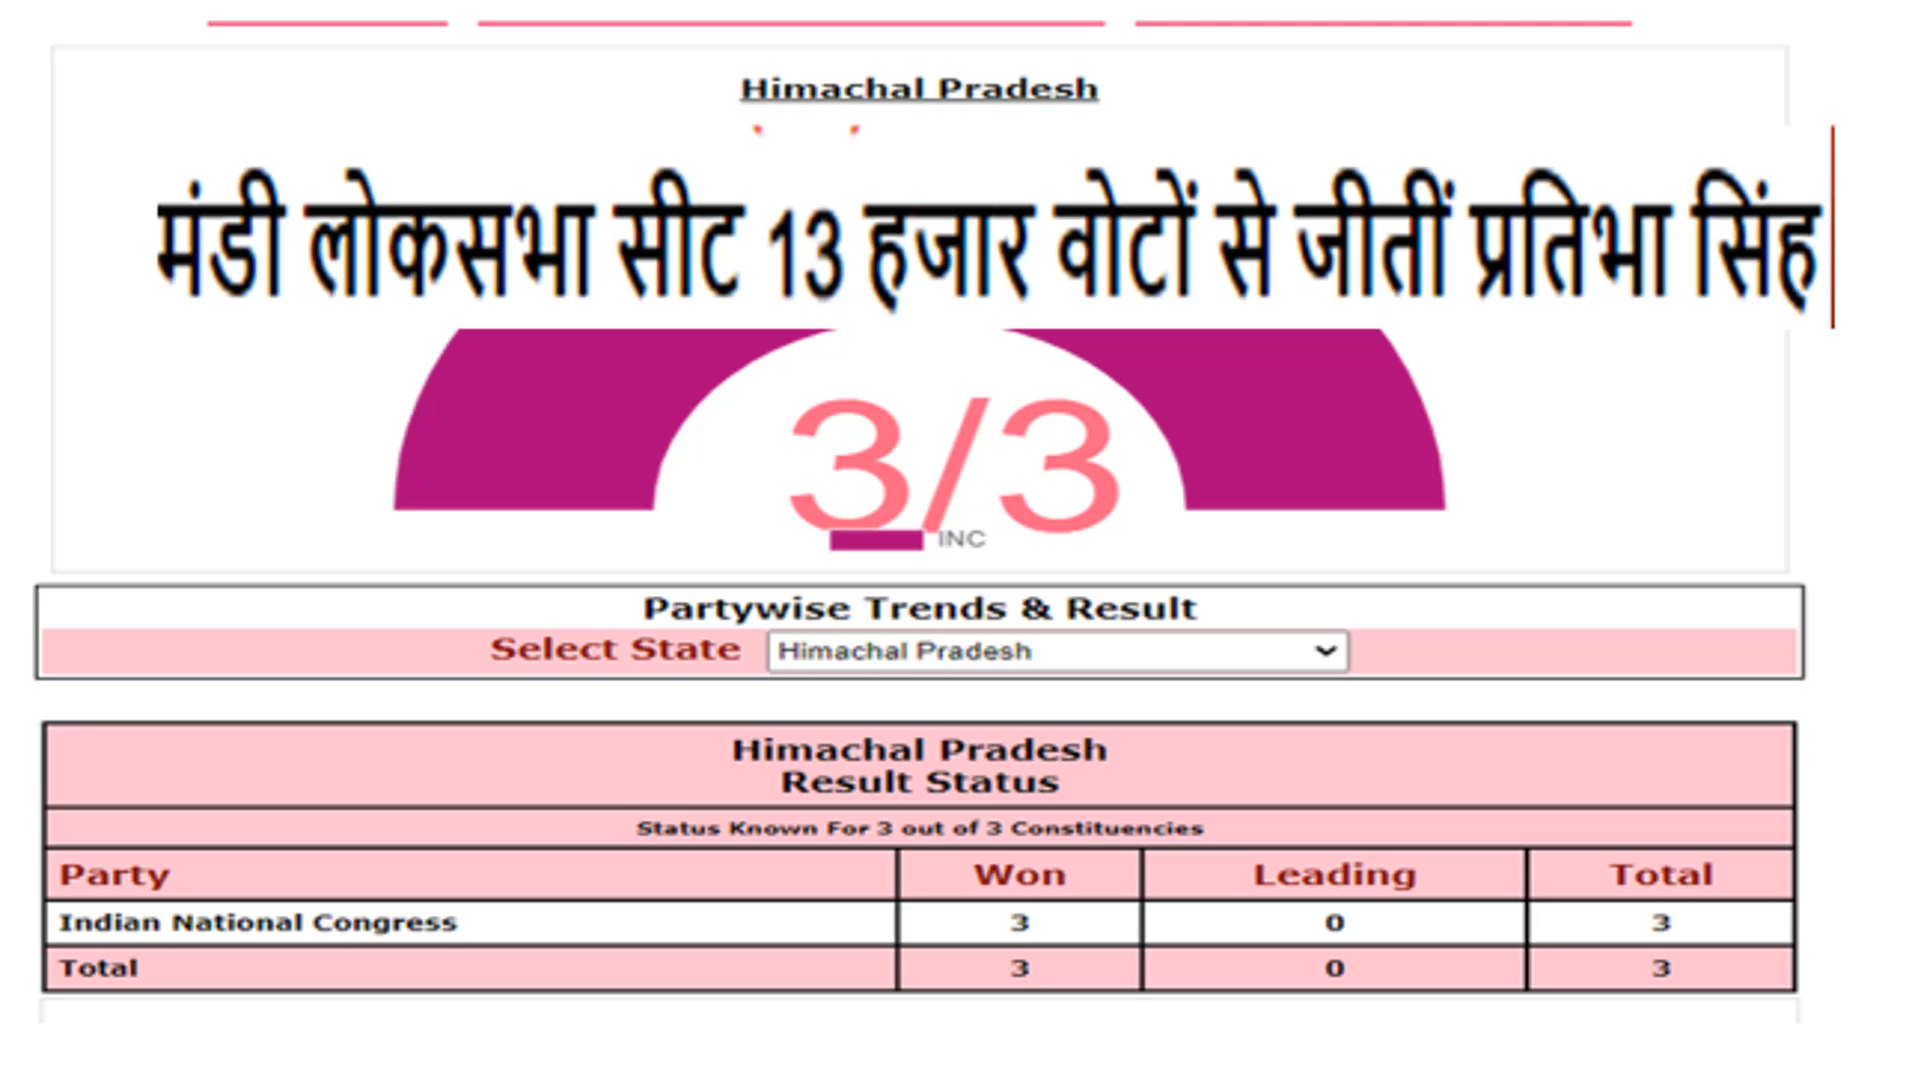 Himachal Pradesh
मंडी लोकसभा सीट 13 हजार वोटों से जीतीं प्रतिभा सिंह
3/3
INC
Partywise Trends & Result
Select State Himachal Pradesh
Himachal Pradesh
Result Status
Status Known For 3 out of 3 Constituencies
Party Won Leading Total
Indian National Congress 3 0 3
Total 3 0 3